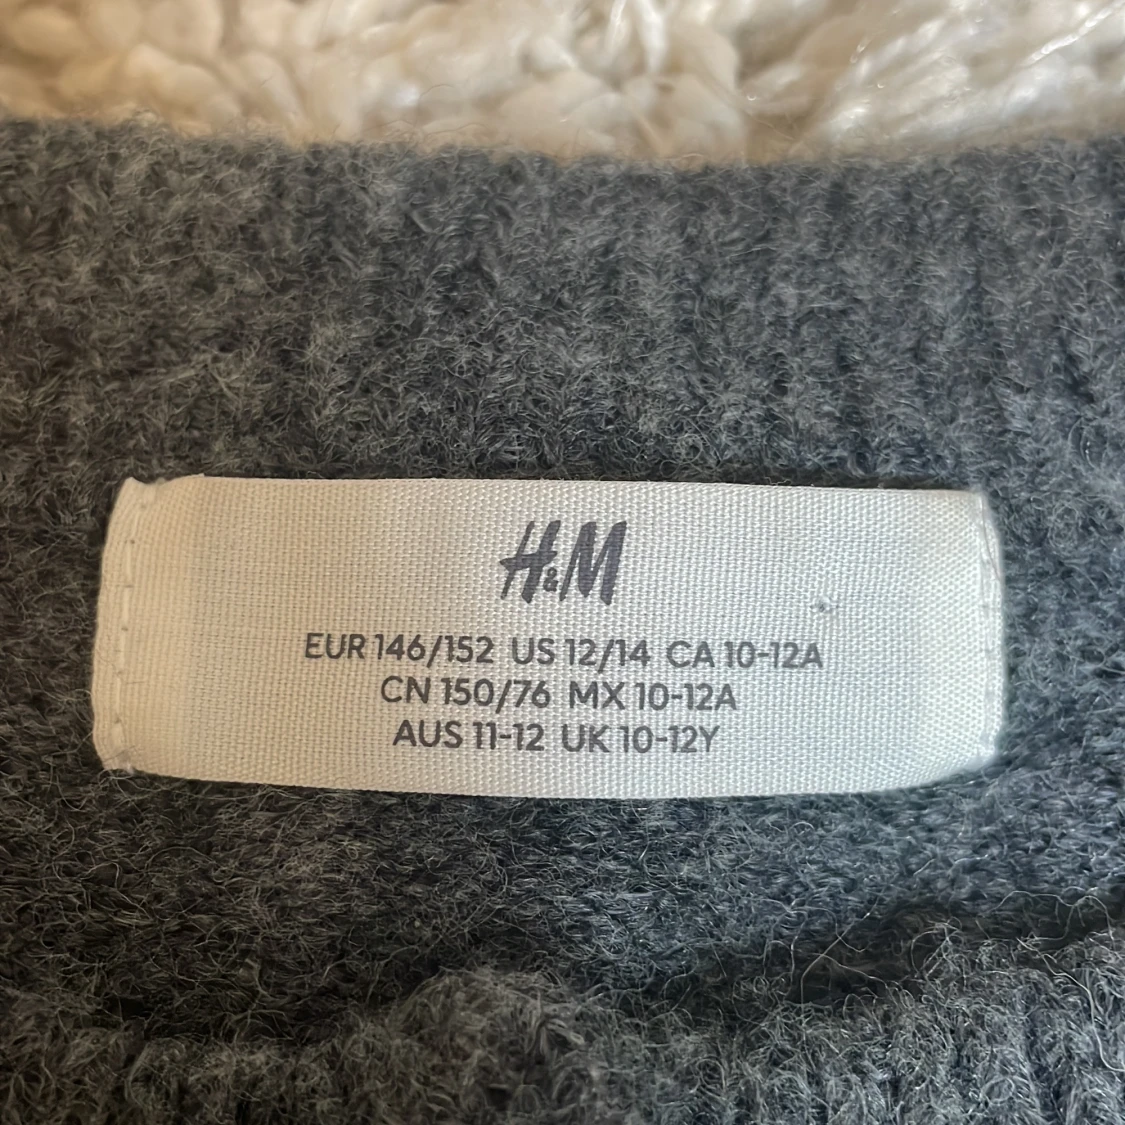 H&M
EUR 146/152 US 12/14 CA 10-12A
CN 150/76 MX 10-12A
AUS 11-12 UK 10-12Y